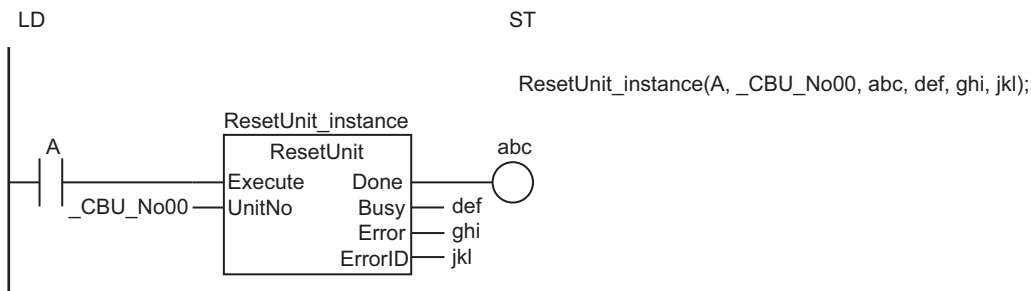 LD
ST
ResetUnit_instance(A, _CBU_No00, abc, def, ghi, jkl);
ResetUnit_instance
A
ResetUnit
abc
Execute
Done
_CBU_No00
UnitNo
Busy
def
Error
ghi
ErrorID
jkl